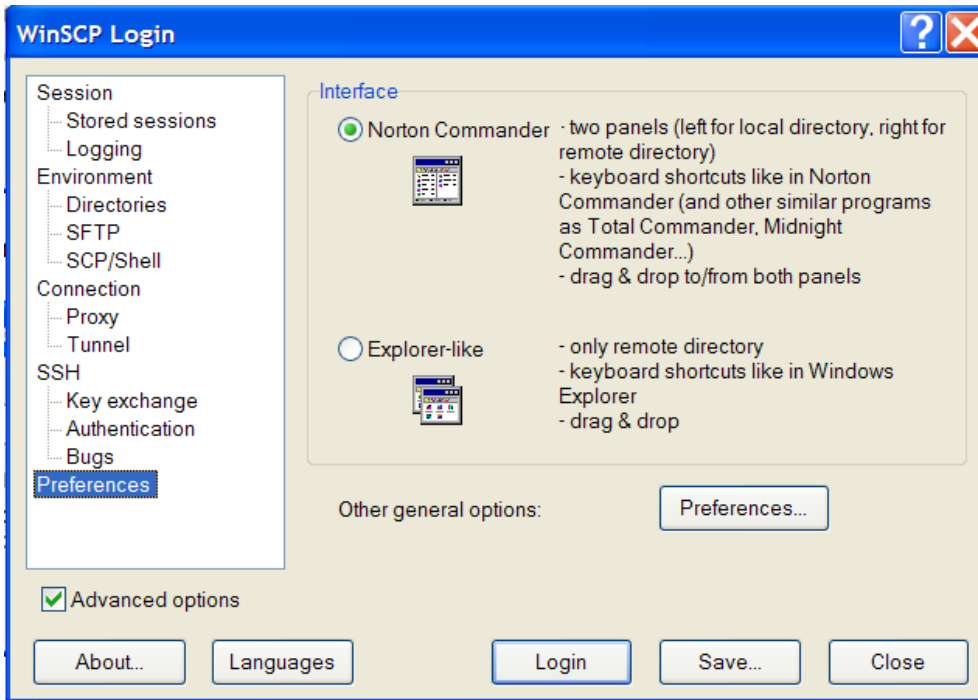 WinSCP Login
Session
Stored sessions
Logging
Environment
Directories
SFTP
SCP/Shell
Connection
Proxy
Tunnel
SSH
Key exchange
Authentication
Bugs
Preferences
Advanced options
Interface
Norton Commander
- two panels (left for local directory, right for
remote directory)
- keyboard shortcuts like in Norton
Commander (and other similar programs
as Total Commander, Midnight
Commander...)
- drag & drop to/from both panels
Explorer-like
- only remote directory
- keyboard shortcuts like in Windows
Explorer
- drag & drop
Other general options:
Preferences...
About...
Languages
Login
Save...
Close